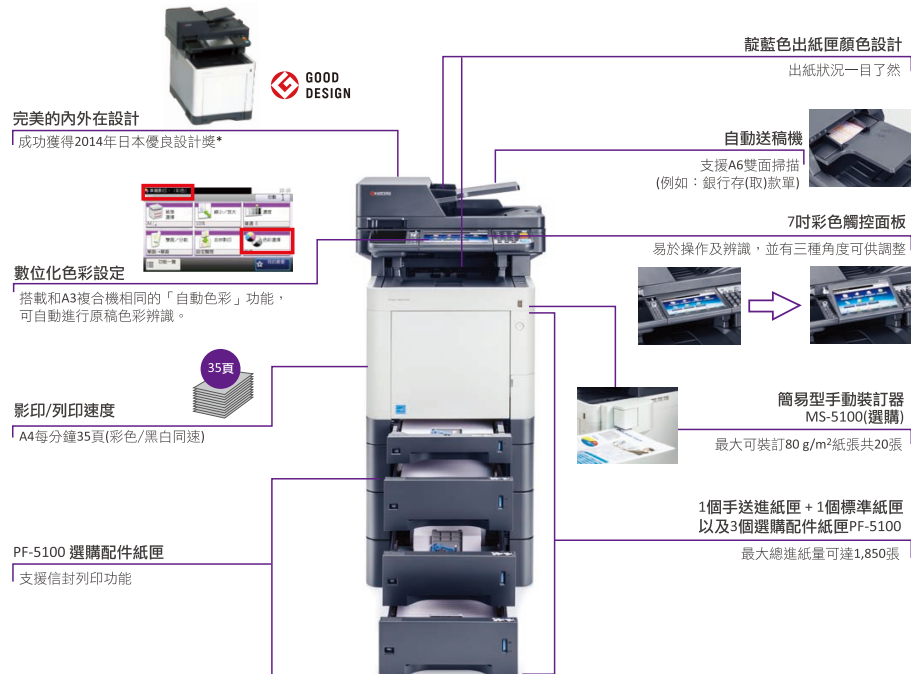 GOOD
DESIGN
完美的內外在設計
成功獲得2014年日本優良設計獎*
數位化色彩設定
搭載和A3複合機相同的「自動色彩」功能，
可自動進行原稿色彩辨識。
35頁
影印/列印速度
A4每分鐘35頁(彩色/黑白同速)
PF-5100 選購配件紙匣
支援信封列印功能
KYOCERA
靛藍色出紙匣顏色設計
出紙狀況一目了然
自動送稿機
支援A6雙面掃描
(例如：銀行存(取)款單)
7吋彩色觸控面板
易於操作及辨識，並有三種角度可供調整
簡易型手動裝訂器
MS-5100(選購)
最大可裝訂80 g/m²紙張共20張
1個手送進紙匣 + 1個標準紙匣
以及3個選購配件紙匣PF-5100
最大總進紙量可達1,850張